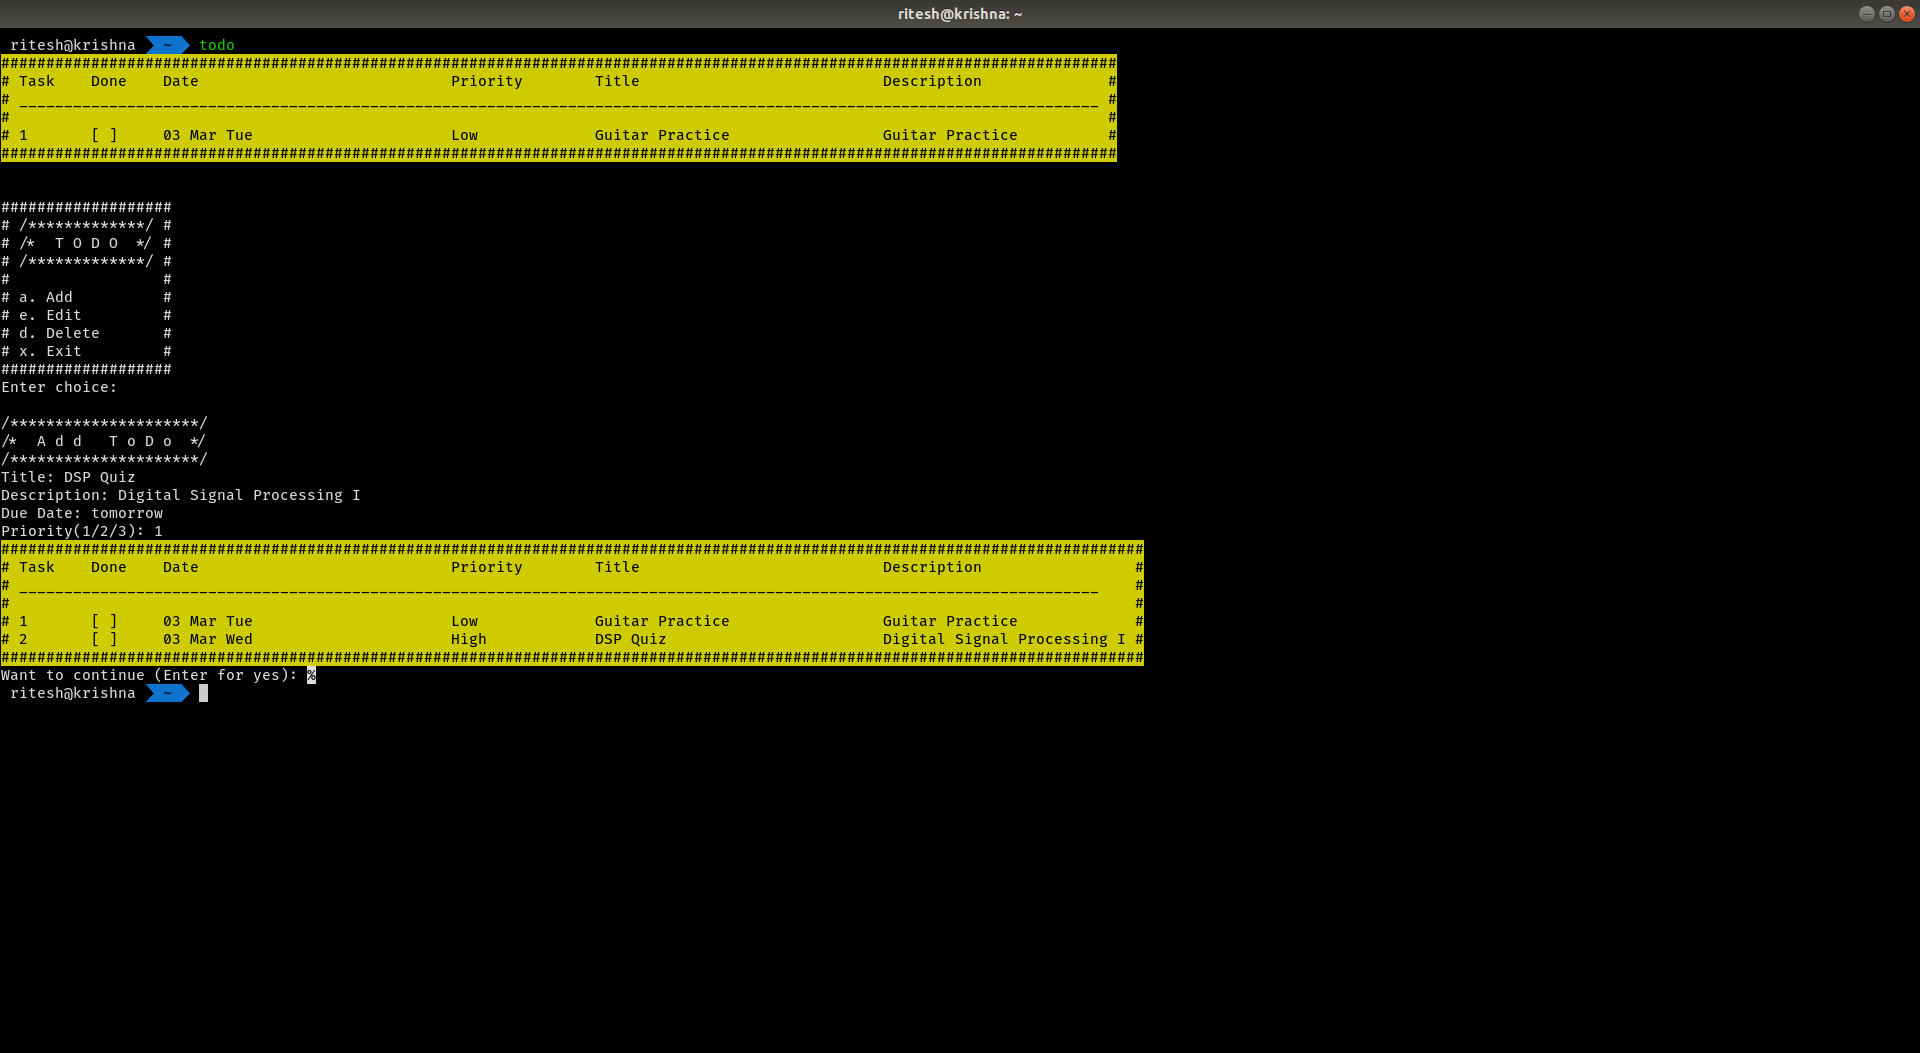 ritesh@krishna: ~
ritesh@krishna ~ todo
############################################################################################################################
# Task    Done    Date                            Priority        Title                           Description              #
# ________________________________________________________________________________________________________________________ #
#                                                                                                                          #
# 1       [ ]     03 Mar Tue                      Low             Guitar Practice                 Guitar Practice          #
############################################################################################################################
###################
# /*************/ #
# /*  T O D O  */ #
# /*************/ #
#                 #
# a. Add          #
# e. Edit         #
# d. Delete       #
# x. Exit         #
###################
Enter choice:
/*********************/
/*  A d d   T o D o  */
/*********************/
Title: DSP Quiz
Description: Digital Signal Processing I
Due Date: tomorrow
Priority(1/2/3): 1
###############################################################################################################################
# Task    Done    Date                            Priority        Title                           Description                 #
# ________________________________________________________________________________________________________________________    #
#                                                                                                                             #
# 1       [ ]     03 Mar Tue                      Low             Guitar Practice                 Guitar Practice             #
# 2       [ ]     03 Mar Wed                      High            DSP Quiz                        Digital Signal Processing I #
###############################################################################################################################
Want to continue (Enter for yes): %
ritesh@krishna ~